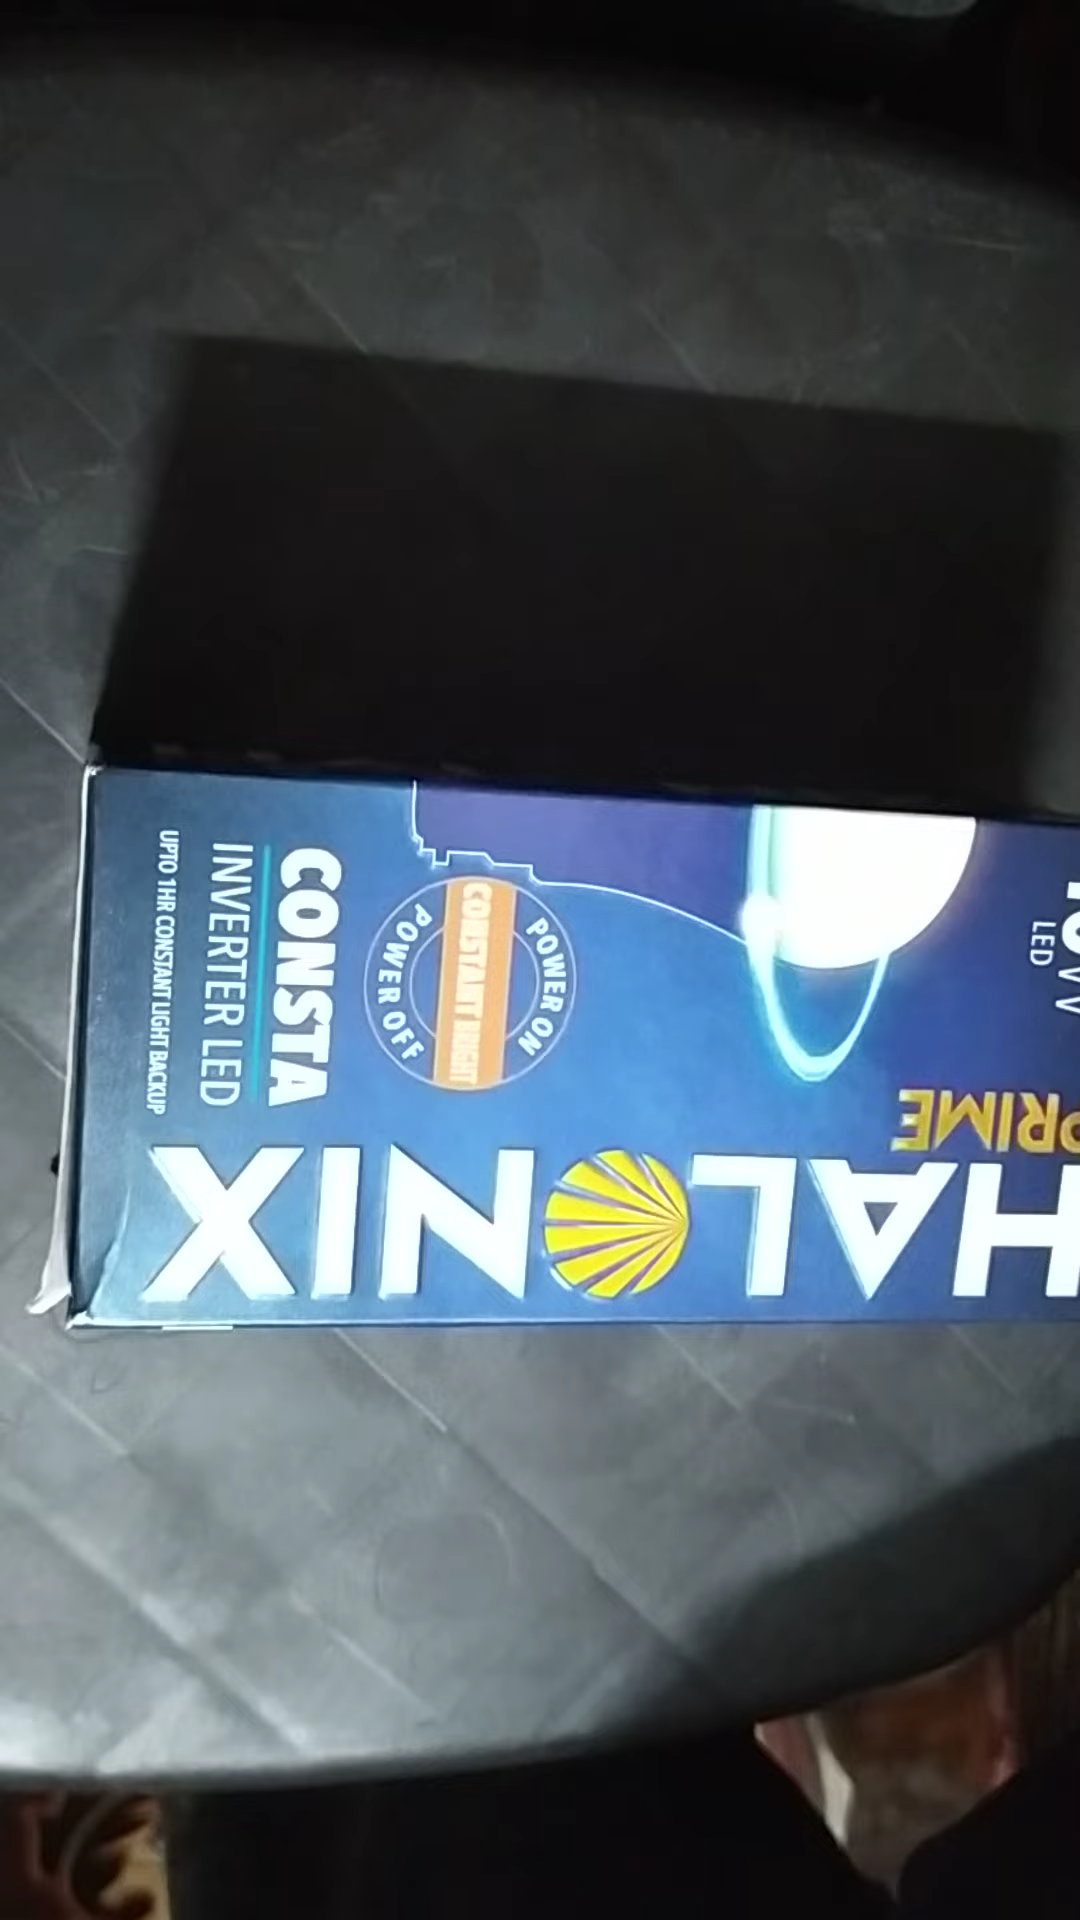 HALONIX
PRIME
LED
POWER ON
CONSTANT BRIGHT
POWER OFF
CONSTA
INVERTER LED
UPTO 1HR CONSTANT LIGHT BACKUP